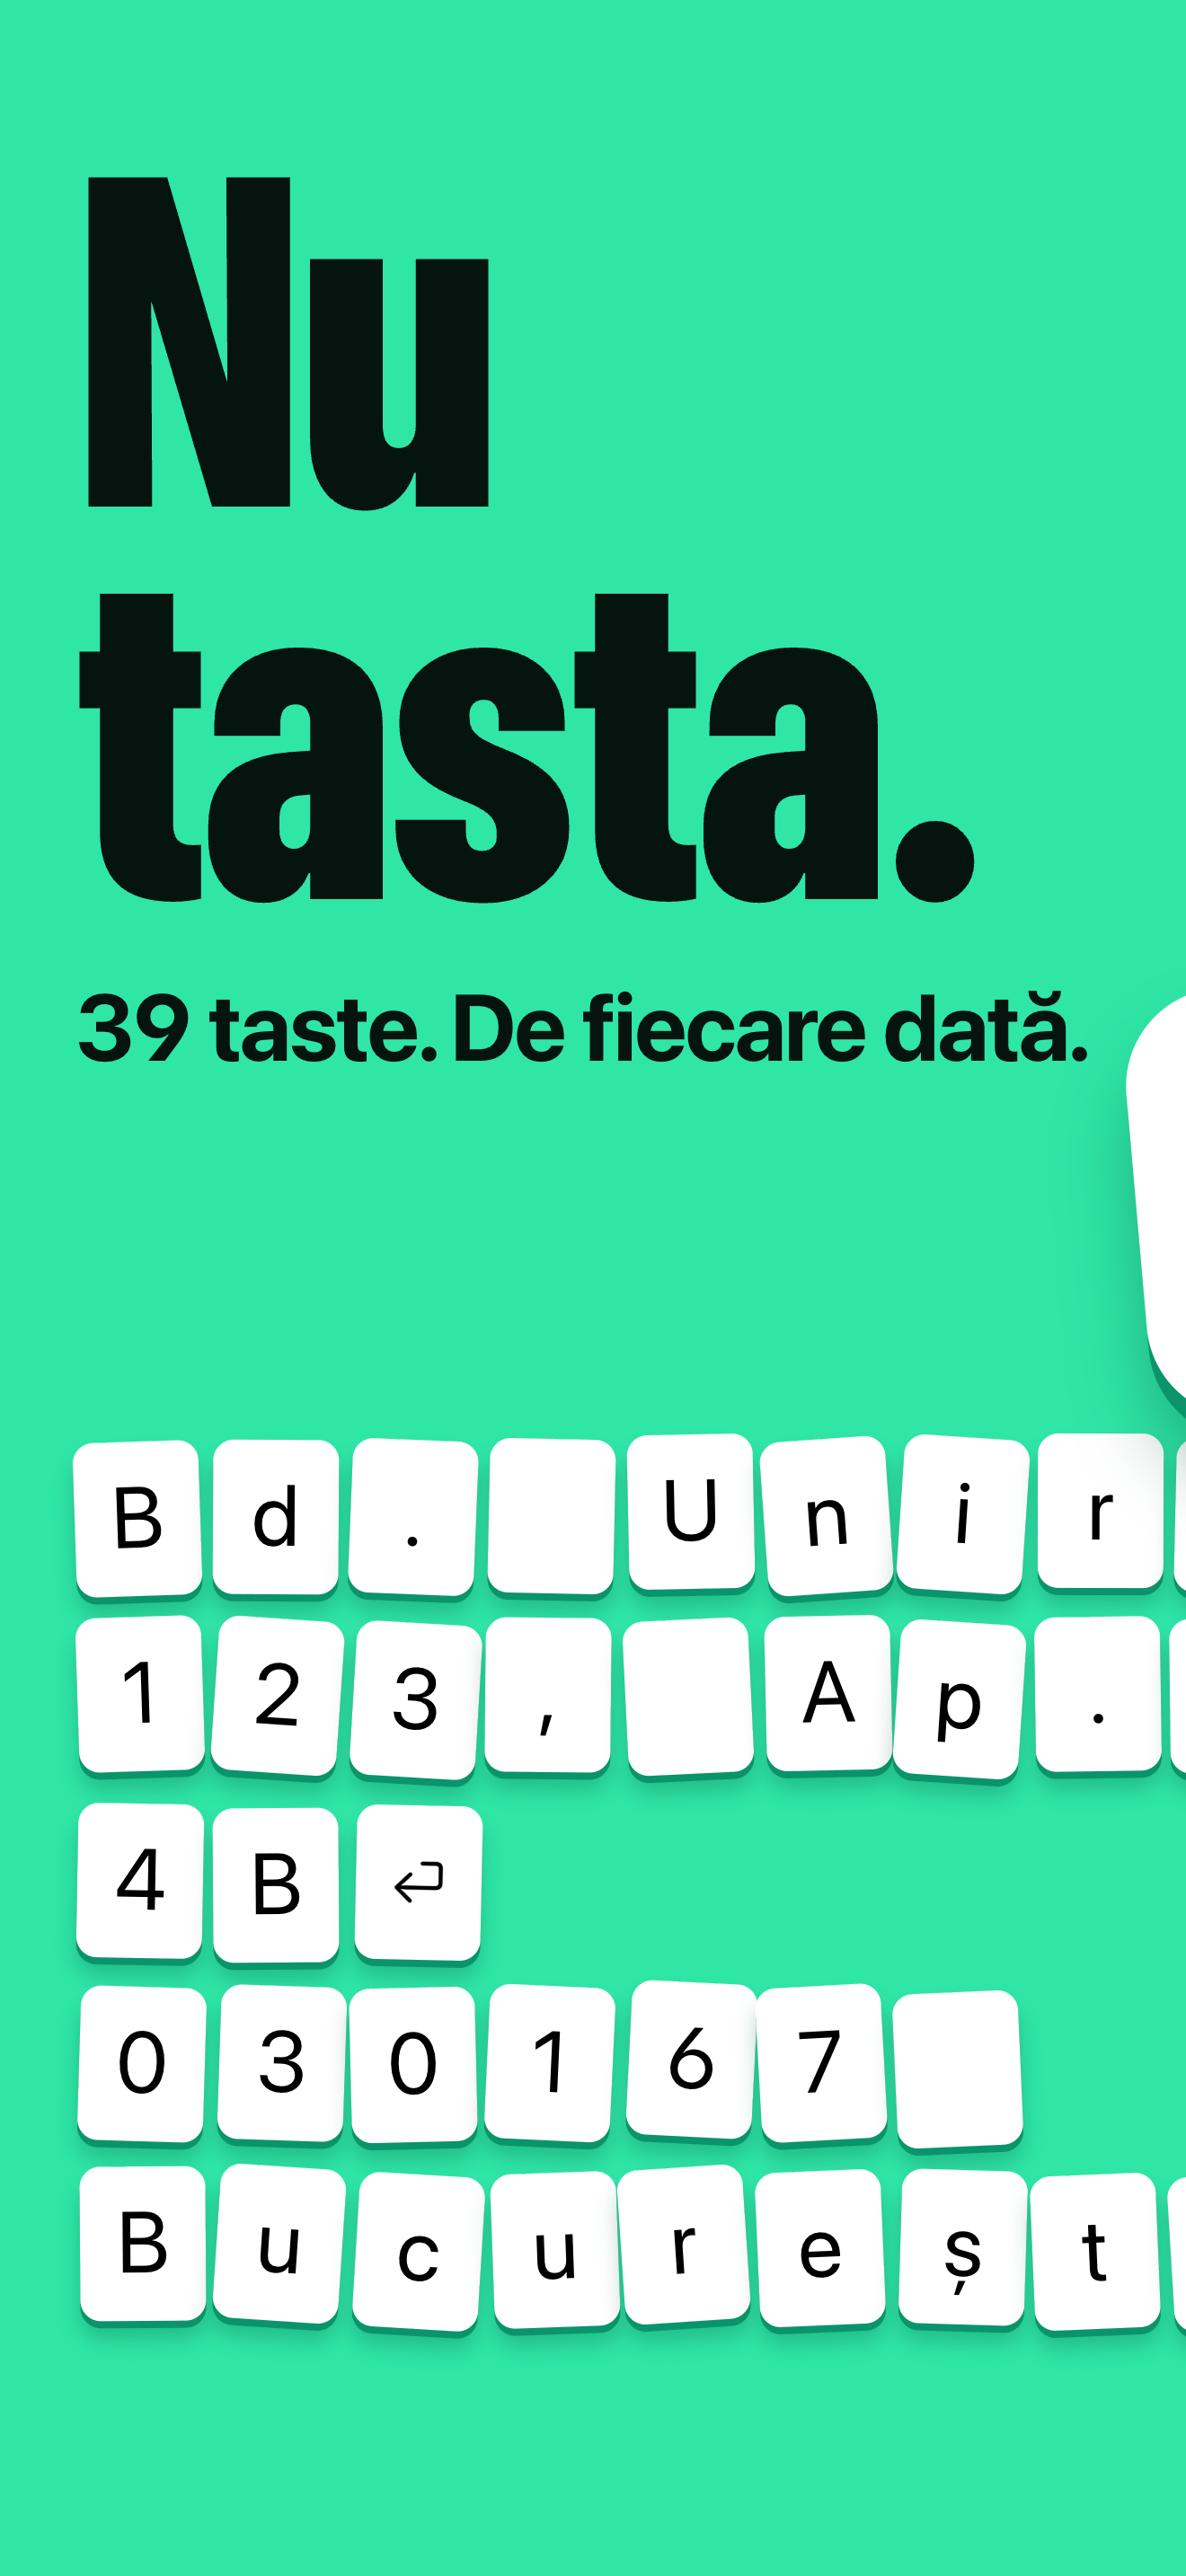 Nu
tasta.
39 taste. De fiecare dată.
Bd. Unir
123, Ap.
4B⏎
030167
Bucureșt